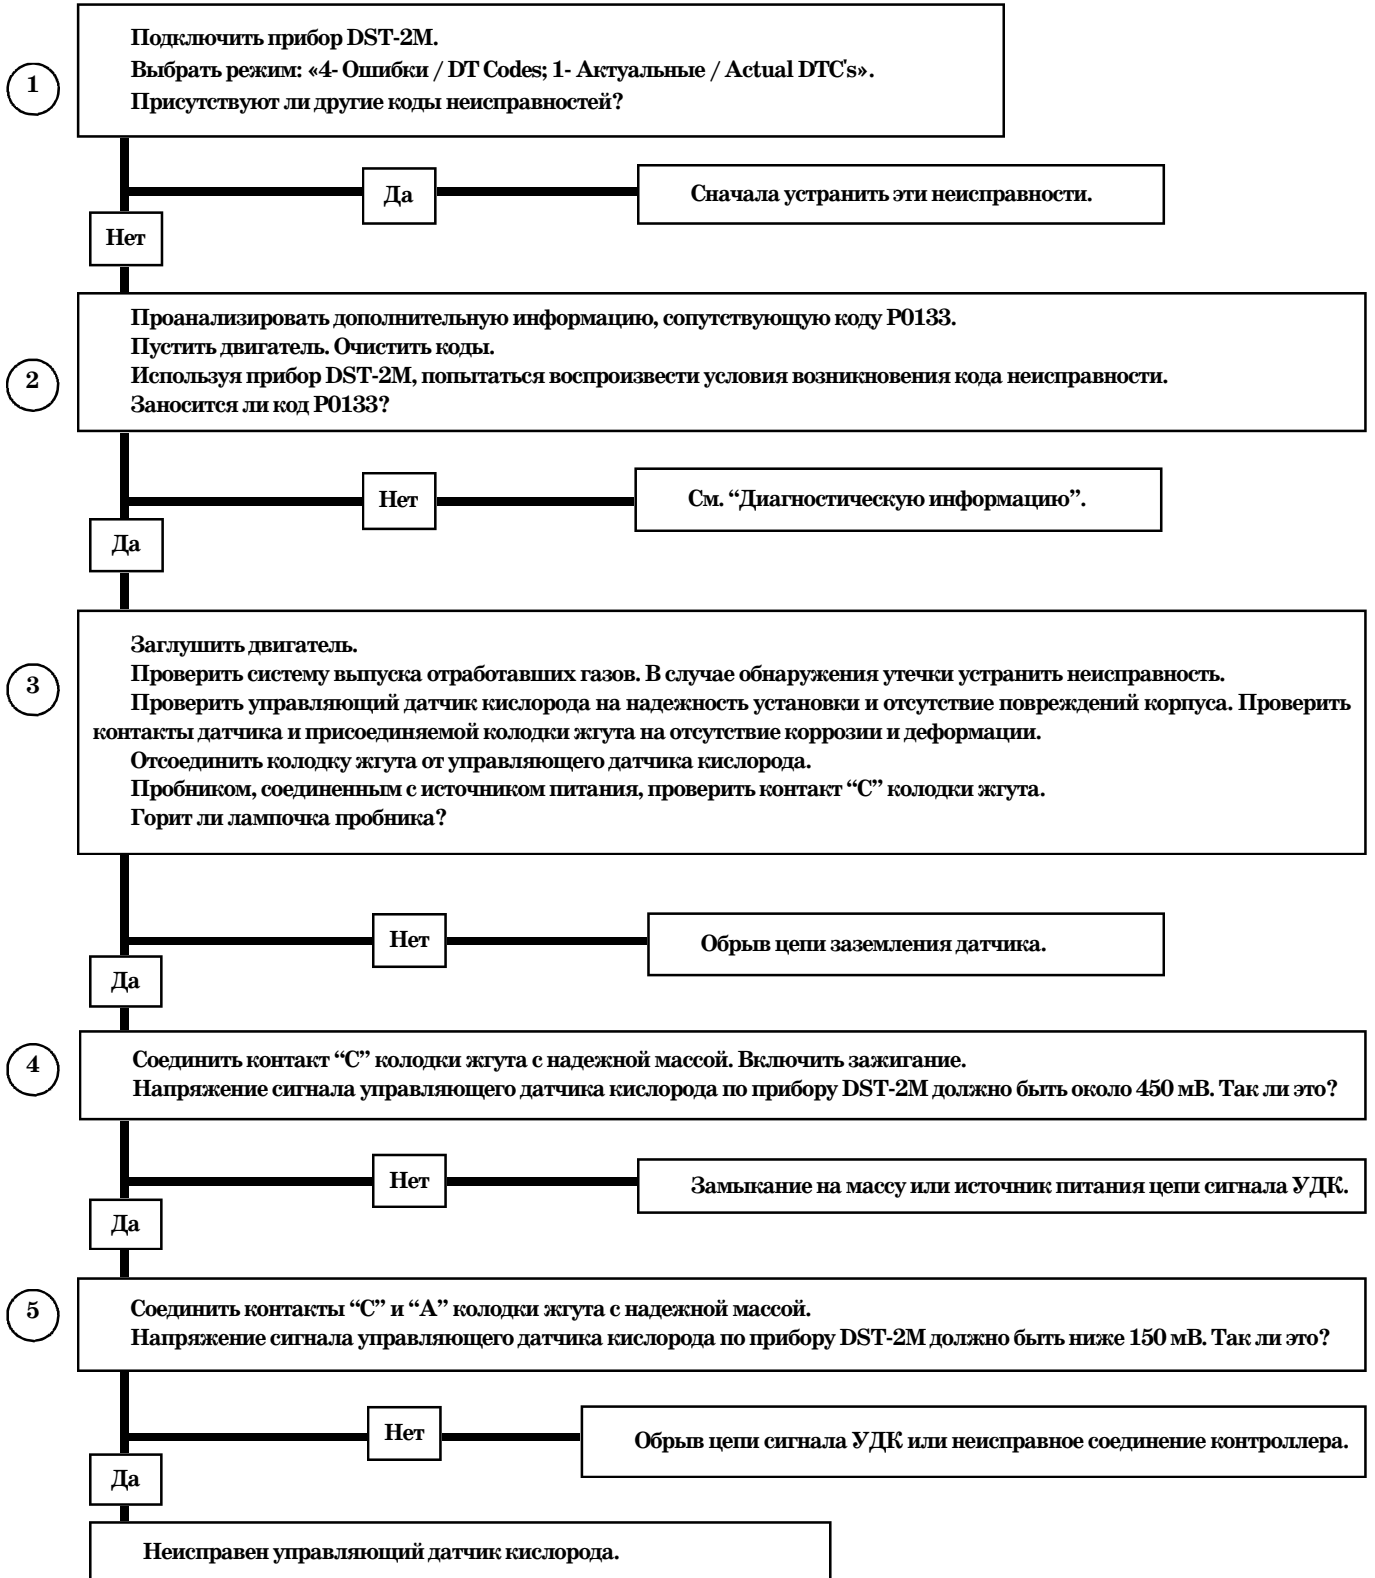 Подключить прибор DST-2M.
1
Выбрать режим: «4- Ошибки / DT Codes; 1- Актуальные / Actual DTC's».
Присутствуют ли другие коды неисправностей?
Да
Сначала устранить эти неисправности.
Нет
Проанализировать дополнительную информацию, сопутствующую коду P0133.
Пустить двигатель. Очистить коды.
2
Используя прибор DST-2M, попытаться воспроизвести условия возникновения кода неисправности.
Заносится ли код P0133?
Нет
См. “Диагностическую информацию”.
Да
Заглушить двигатель.
Проверить систему выпуска отработавших газов. В случае обнаружения утечки устранить неисправность.
3
Проверить управляющий датчик кислорода на надежность установки и отсутствие повреждений корпуса. Проверить
контакты датчика и присоединяемой колодки жгута на отсутствие коррозии и деформации.
Отсоединить колодку жгута от управляющего датчика кислорода.
Пробником, соединенным с источником питания, проверить контакт “С” колодки жгута.
Горит ли лампочка пробника?
Нет
Обрыв цепи заземления датчика.
Да
4
Соединить контакт “С” колодки жгута с надежной массой. Включить зажигание.
Напряжение сигнала управляющего датчика кислорода по прибору DST-2M должно быть около 450 мВ. Так ли это?
Нет
Замыкание на массу или источник питания цепи сигнала УДК.
Да
5
Соединить контакты “С” и “А” колодки жгута с надежной массой.
Напряжение сигнала управляющего датчика кислорода по прибору DST-2M должно быть ниже 150 мВ. Так ли это?
Нет
Обрыв цепи сигнала УДК или неисправное соединение контроллера.
Да
Неисправен управляющий датчик кислорода.